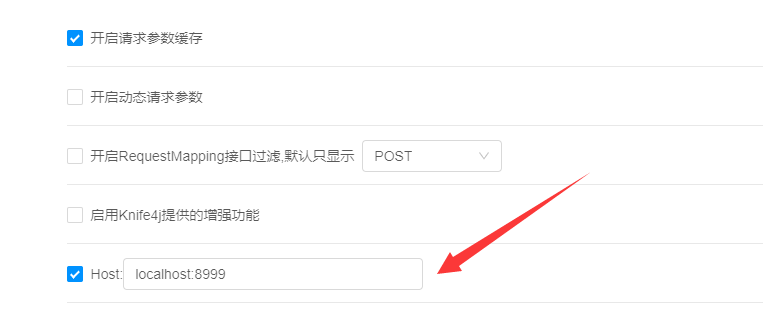 开启请求参数缓存
开启动态请求参数
开启RequestMapping接口过滤,默认只显示 POST
启用Knife4j提供的增强功能
Host: localhost:8999